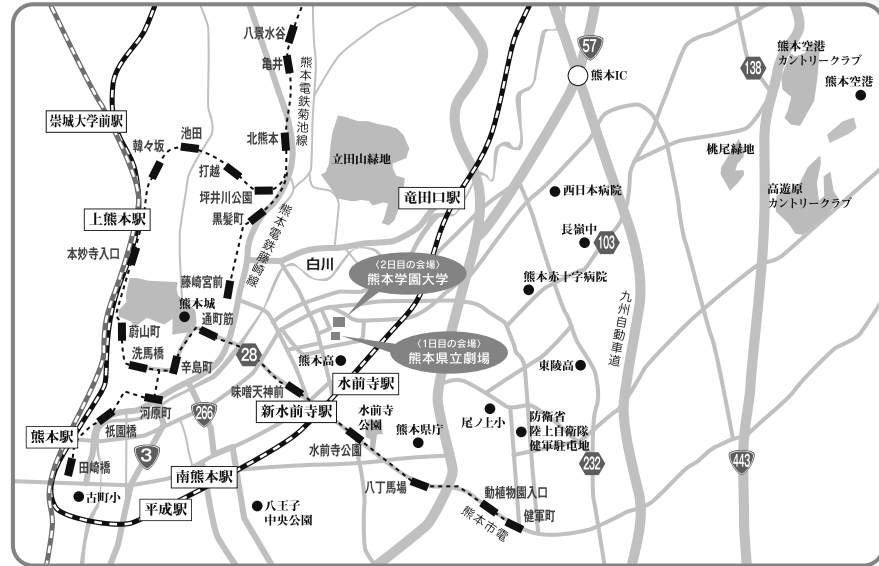 八景水谷
亀井
熊本電鉄菊池線
57
熊本IC
138
熊本空港
カントリークラブ
熊本空港
崇城大学前駅
池田
韓々坂
打越
北熊本
立田山緑地
桃尾緑地
坪井川公園
竜田口駅
西日本病院
高遊原
カントリークラブ
上熊本駅
黒髪町
熊本電鉄藤崎線
長嶺中
103
本妙寺入口
白川
〈2日目の会場〉
熊本学園大学
藤崎宮前
熊本赤十字病院
九州自動車道
熊本城
通町筋
蔚山町
洗馬橋
辛島町
28
〈1日目の会場〉
熊本県立劇場
熊本高
東陵高
味噌天神前
水前寺駅
河原町
266
新水前寺駅
水前寺
公園
尾ノ上小
防衛省
陸上自衛隊
健軍駐屯地
熊本駅
祇園橋
3
水前寺公園
熊本県庁
232
443
田崎橋
南熊本駅
古町小
平成駅
八王子
中央公園
八丁馬場
動植物園入口
健軍町
熊本市電